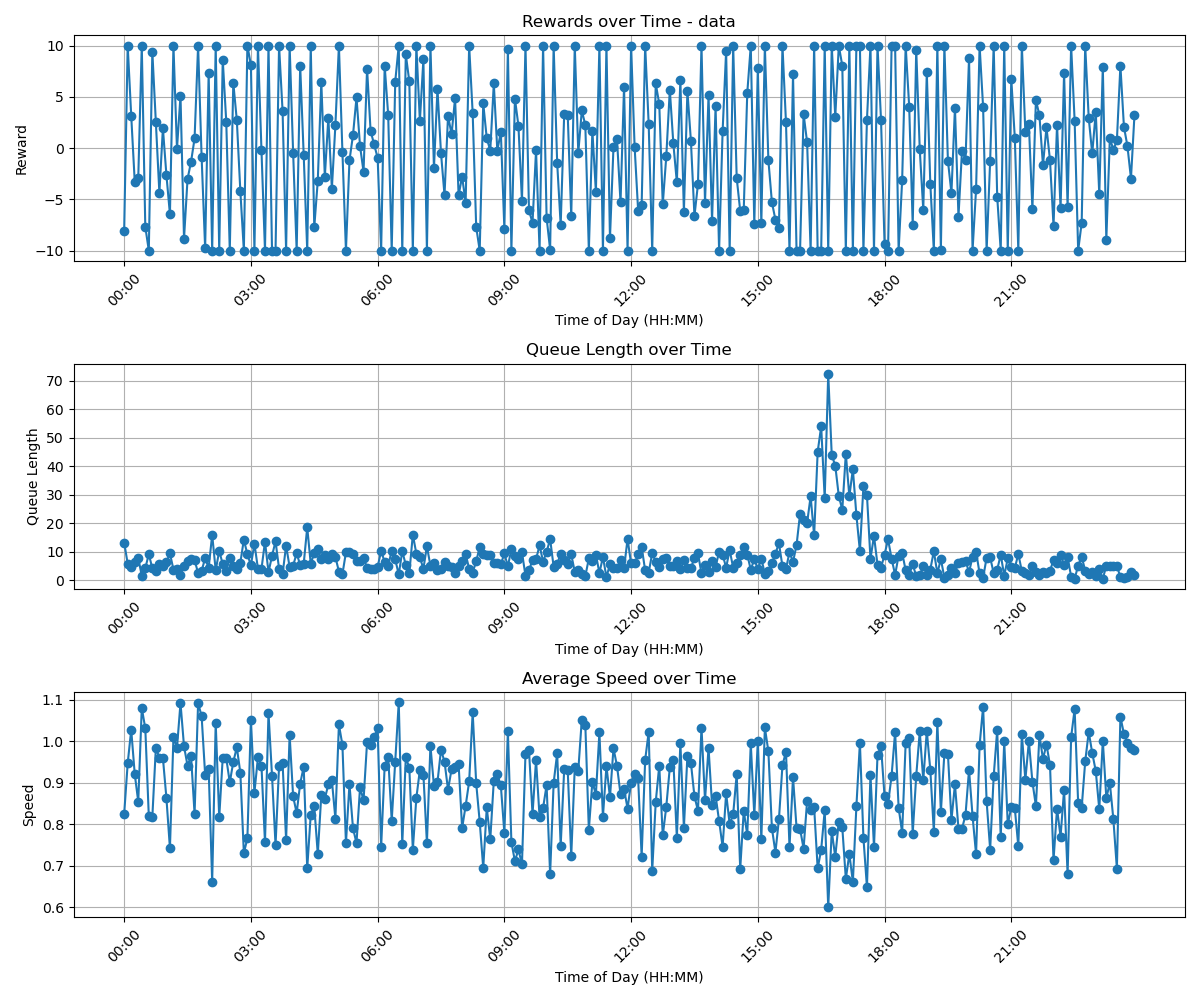 Rewards over Time - data
10
5
0
−5
−10
Reward
00:00 03:00 06:00 09:00 12:00 15:00 18:00 21:00
Time of Day (HH:MM)
Queue Length over Time
70
60
50
40
30
20
10
0
Queue Length
00:00 03:00 06:00 09:00 12:00 15:00 18:00 21:00
Time of Day (HH:MM)
Average Speed over Time
1.1
1.0
0.9
0.8
0.7
0.6
Speed
00:00 03:00 06:00 09:00 12:00 15:00 18:00 21:00
Time of Day (HH:MM)